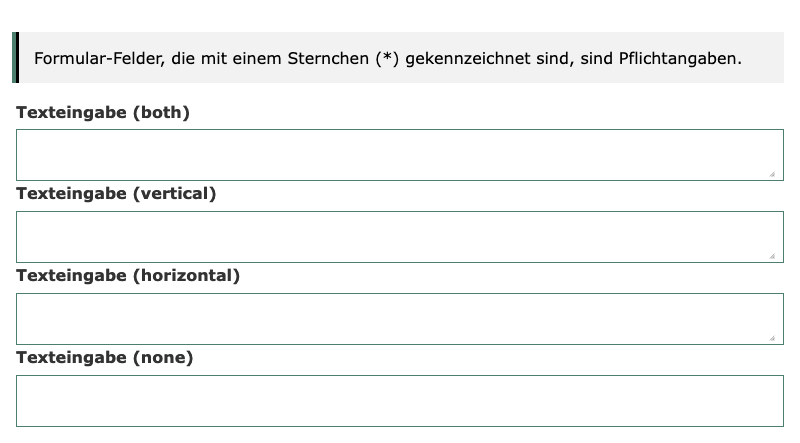 Formular-Felder, die mit einem Sternchen (*) gekennzeichnet sind, sind Pflichtangaben.
Texteingabe (both)
Texteingabe (vertical)
Texteingabe (horizontal)
Texteingabe (none)